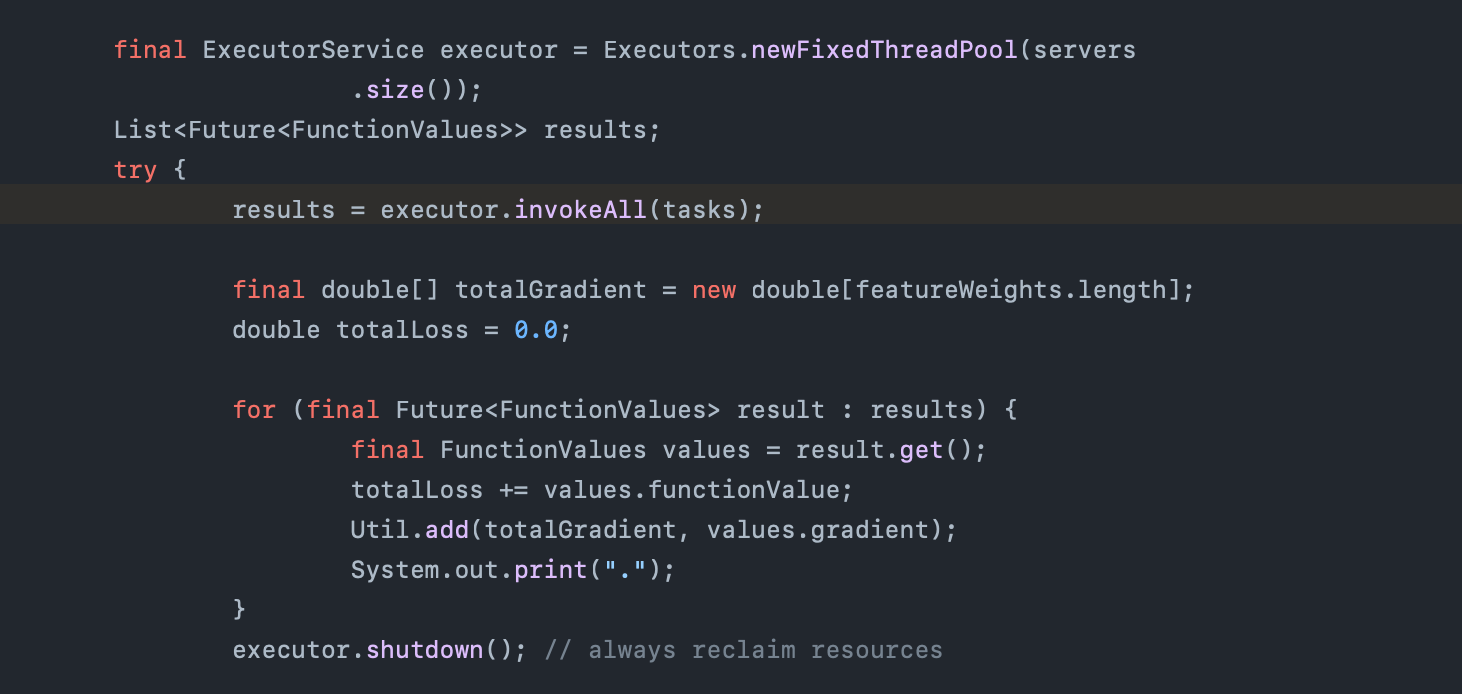 final ExecutorService executor = Executors.newFixedThreadPool(servers
.size());
List<Future<FunctionValues>> results;
try {
results = executor.invokeAll(tasks);
final double[] totalGradient = new double[featureWeights.length];
double totalLoss = 0.0;
for (final Future<FunctionValues> result : results) {
final FunctionValues values = result.get();
totalLoss += values.functionValue;
Util.add(totalGradient, values.gradient);
System.out.print(".");
}
executor.shutdown(); // always reclaim resources